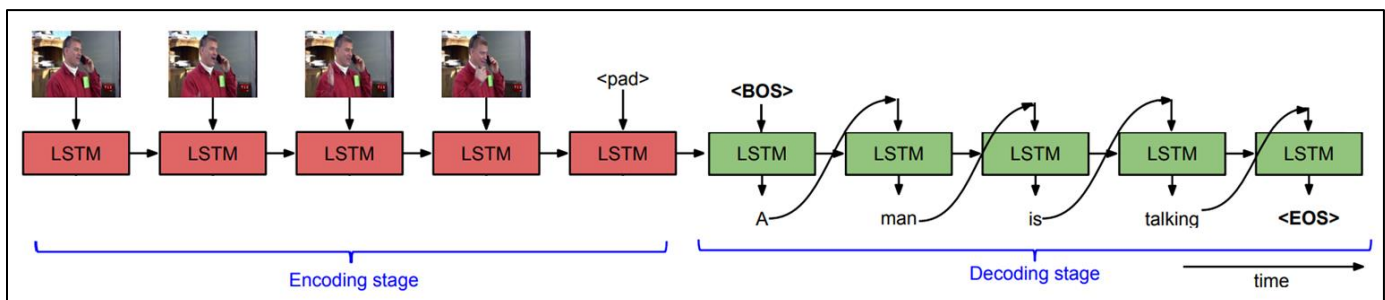 <pad>
<BOS>
LSTM LSTM LSTM LSTM LSTM LSTM LSTM LSTM LSTM LSTM
A man is talking <EOS>
Encoding stage
Decoding stage
time